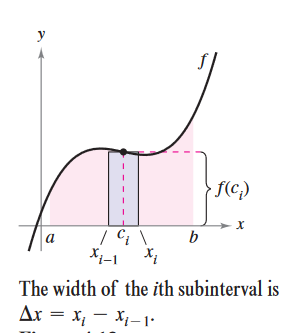 y
f
f(cᵢ)
x
a cᵢ b
xᵢ₋₁ xᵢ
The width of the ith subinterval is
Δx = xᵢ − xᵢ₋₁.